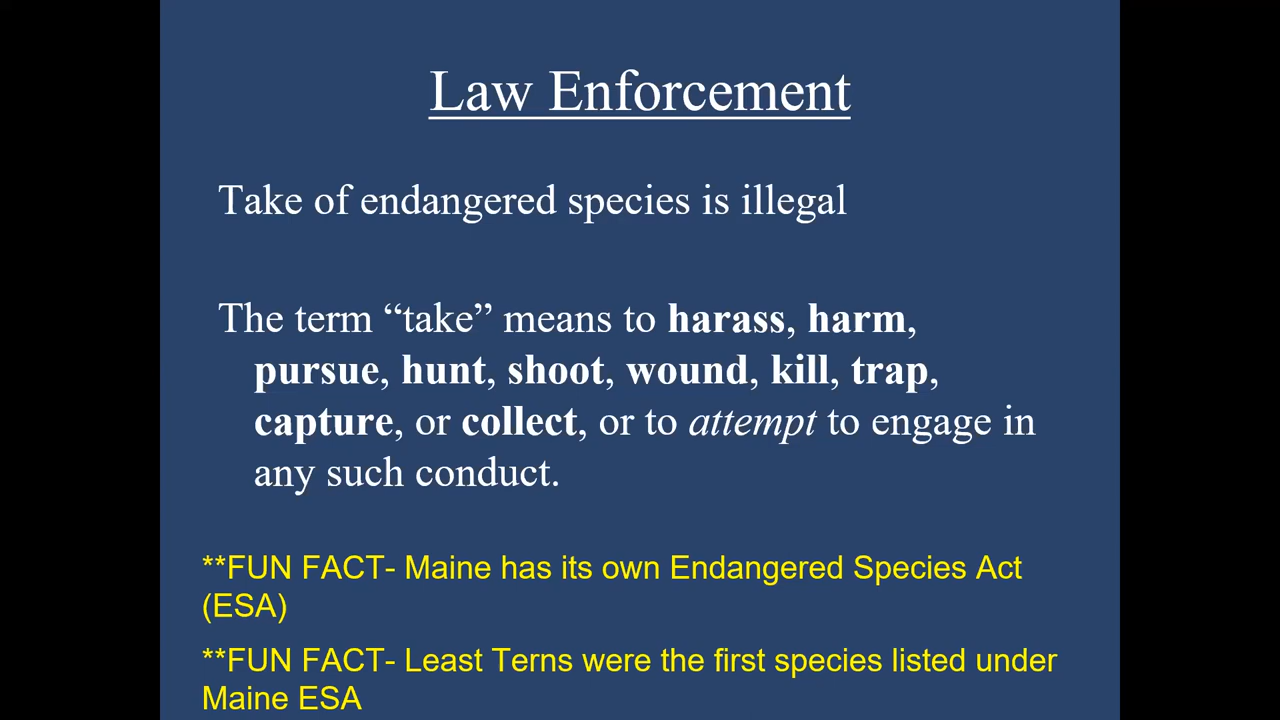 Law Enforcement
Take of endangered species is illegal
The term “take” means to harass, harm,
pursue, hunt, shoot, wound, kill, trap,
capture, or collect, or to attempt to engage in
any such conduct.
**FUN FACT- Maine has its own Endangered Species Act
(ESA)
**FUN FACT- Least Terns were the first species listed under
Maine ESA